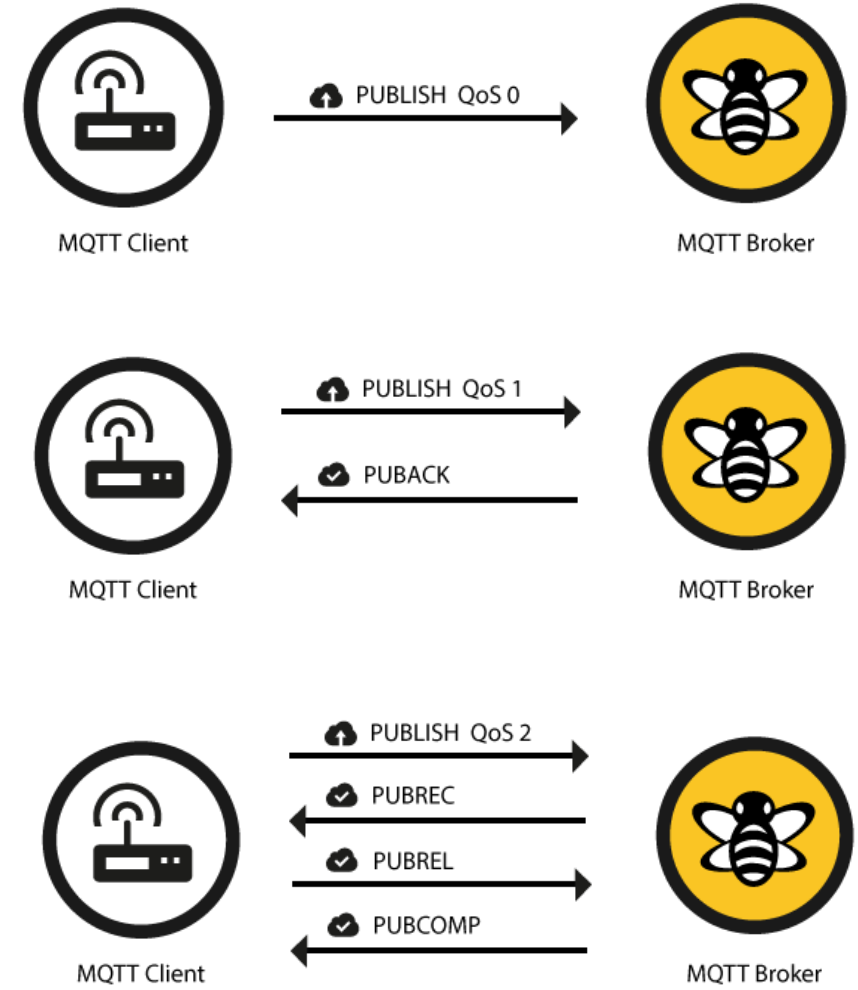 PUBLISH QoS 0
MQTT Client
MQTT Broker
PUBLISH QoS 1
PUBACK
MQTT Client
MQTT Broker
PUBLISH QoS 2
PUBREC
PUBREL
PUBCOMP
MQTT Client
MQTT Broker